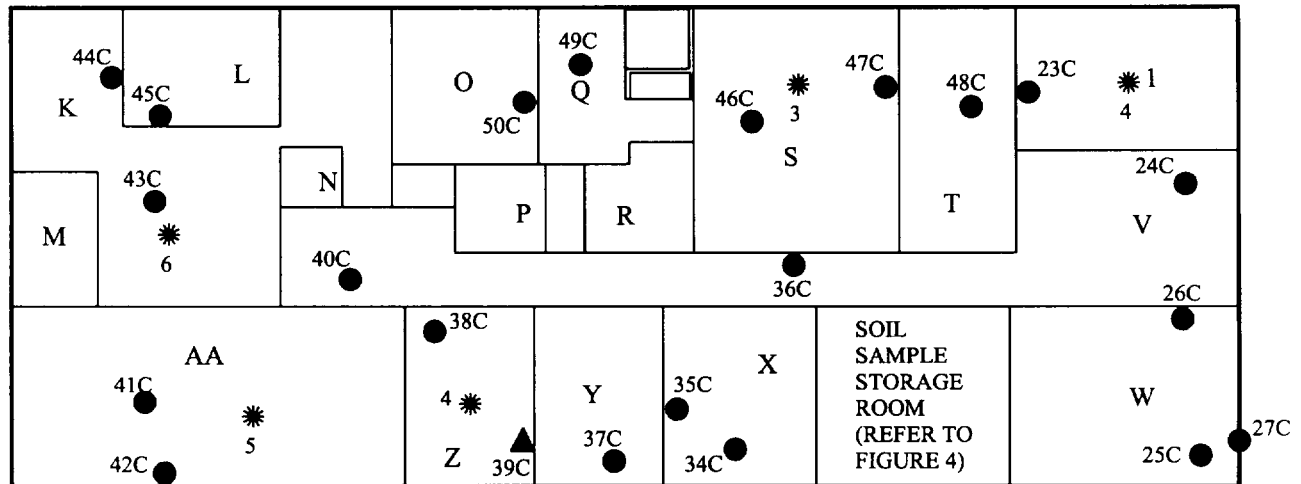 44C
K
45C
L
O
50C
49C
Q
46C
3
S
47C
48C
T
23C
1
4
24C
V
43C
M
6
N
P
R
40C
36C
26C
AA
41C
5
42C
38C
4
Z
39C
Y
37C
35C
X
34C
SOIL
SAMPLE
STORAGE
ROOM
(REFER TO
FIGURE 4)
W
25C
27C